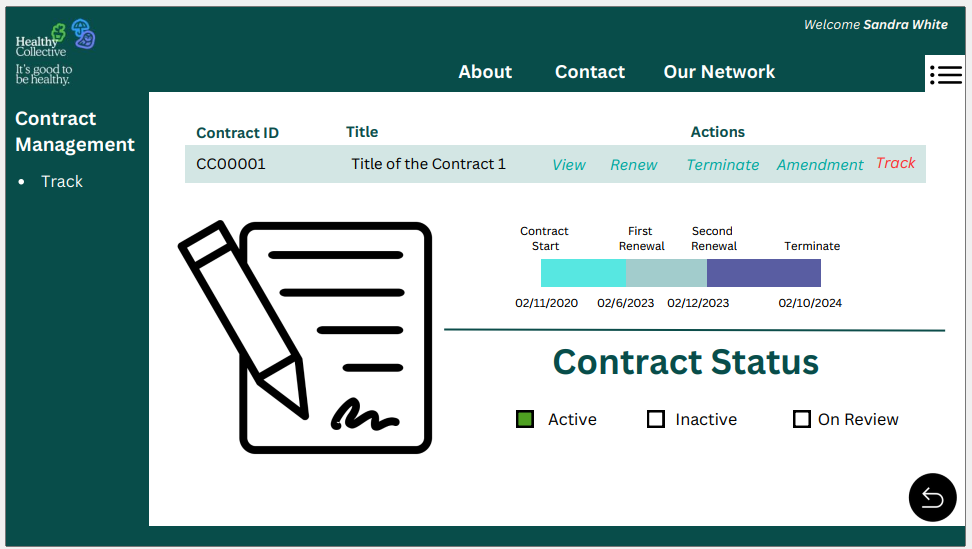 Healthy
Collective
It's good to
be healthy.
Welcome Sandra White
About Contact Our Network
Contract
Management
• Track
Contract ID Title Actions
CC00001 Title of the Contract 1 View Renew Terminate Amendment Track
Contract
Start
First
Renewal
Second
Renewal
Terminate
02/11/2020 02/6/2023 02/12/2023 02/10/2024
Contract Status
Active Inactive On Review